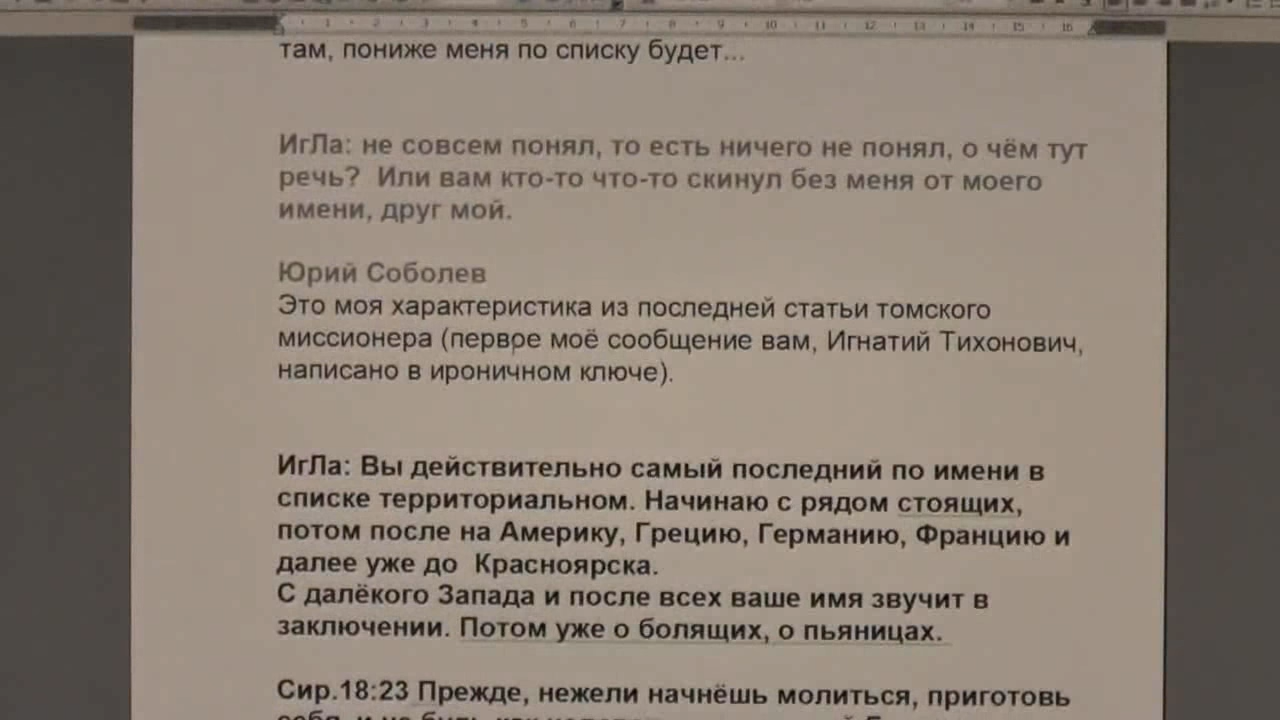 там, пониже меня по списку будет...
ИгЛа: не совсем понял, то есть ничего не понял, о чём тут
речь?  Или вам кто-то что-то скинул без меня от моего
имени, друг мой.
Юрий Соболев
Это моя характеристика из последней статьи томского
миссионера (первре моё сообщение вам, Игнатий Тихонович,
написано в ироничном ключе).
ИгЛа: Вы действительно самый последний по имени в
списке территориальном. Начинаю с рядом стоящих,
потом после на Америку, Грецию, Германию, Францию и
далее уже до  Красноярска.
С далёкого Запада и после всех ваше имя звучит в
заключении. Потом уже о болящих, о пьяницах.
Сир.18:23 Прежде, нежели начнёшь молиться, приготовь